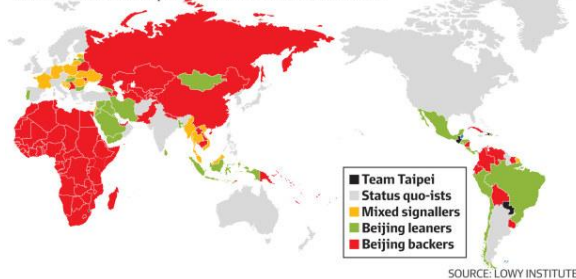 Team Taipei
Status quo-ists
Mixed signallers
Beijing leaners
Beijing backers
SOURCE: LOWY INSTITUTE